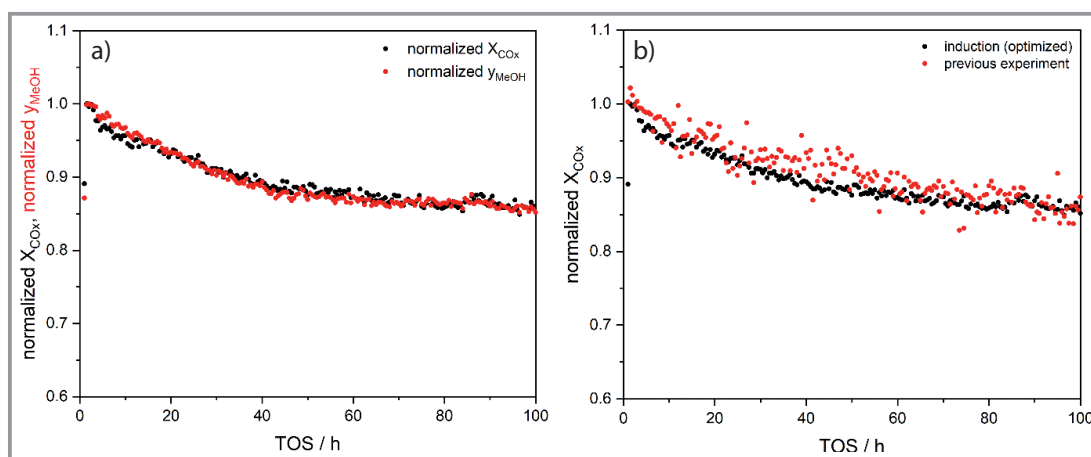 a)
normalized X_COx
normalized y_MeOH
1.1
1.0
0.9
0.8
0.7
0.6
0
20
40
60
80
100
TOS / h
normalized X_COx, normalized y_MeOH
b)
induction (optimized)
previous experiment
1.1
1.0
0.9
0.8
0.7
0.6
0
20
40
60
80
100
TOS / h
normalized X_COx